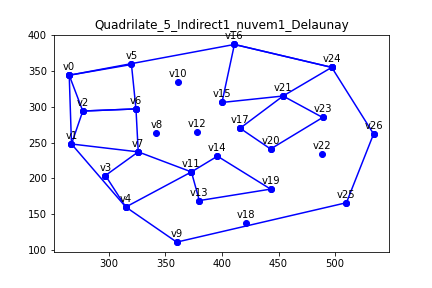 Quadrilate_5_Indirect1_nuvem1_Delaunay
400
350
300
250
200
150
100
300
350
400
450
500
v16
v5
v24
v0
v10
v21
v15
v2
v6
v23
v17
v8
v12
v26
v1
v7
v20
v14
v22
v3
v11
v19
v13
v4
v25
v18
v9